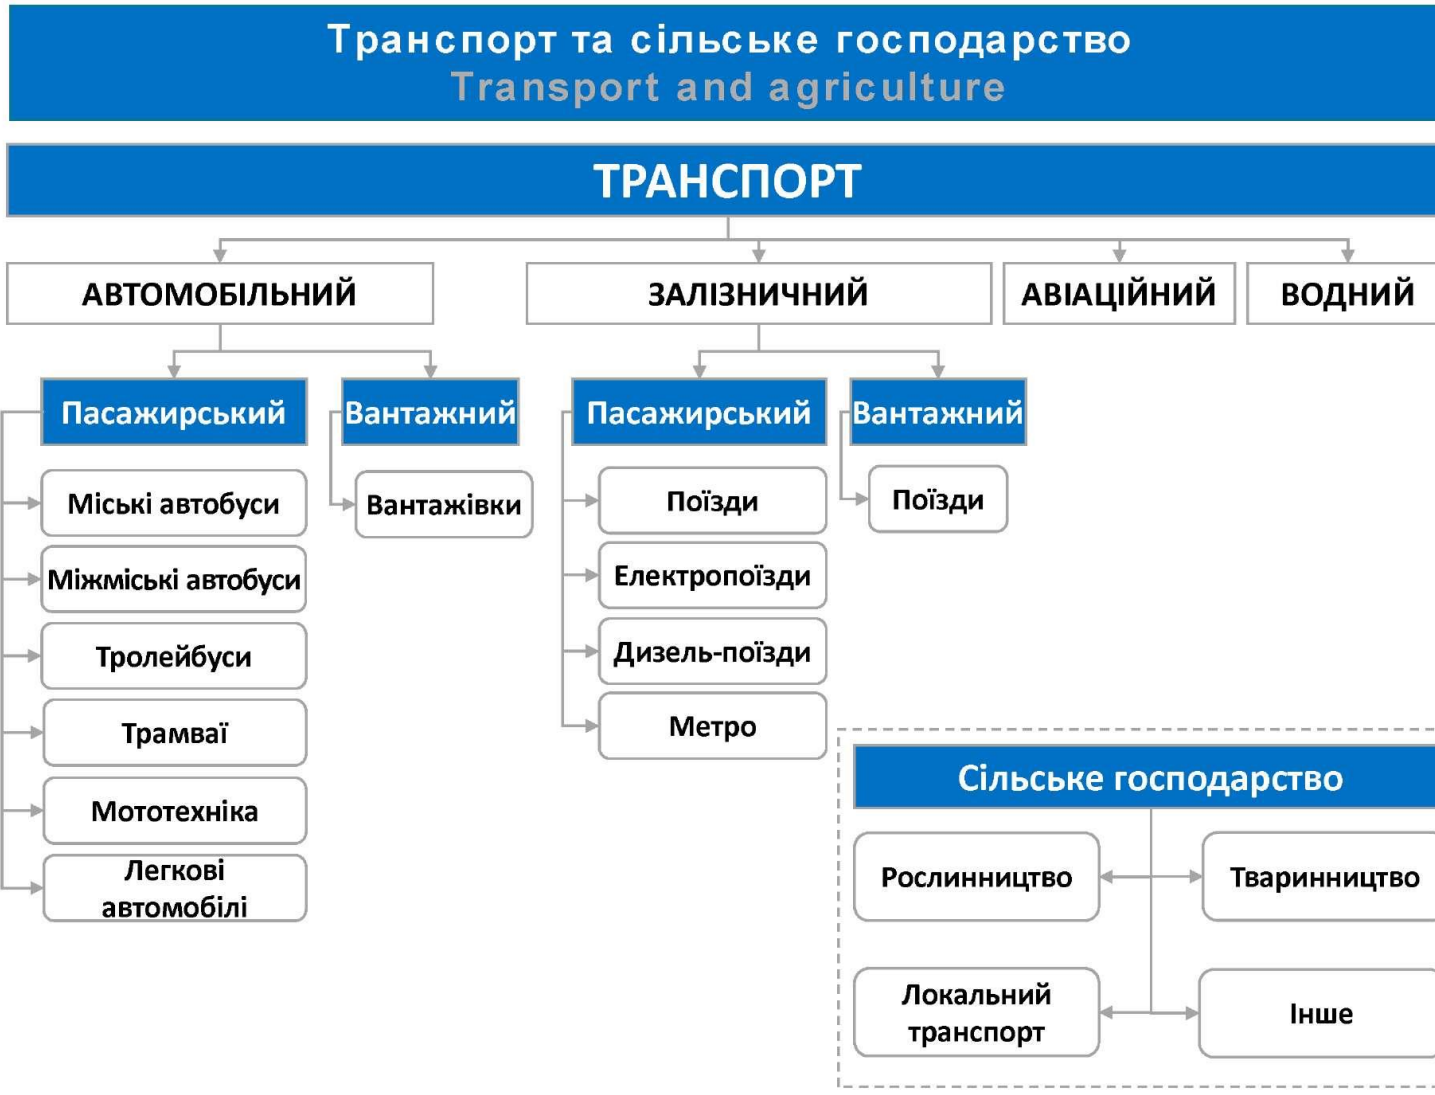 Транспорт та сільське господарство
Transport and agriculture
ТРАНСПОРТ
АВТОМОБІЛЬНИЙ
ЗАЛІЗНИЧНИЙ
АВІАЦІЙНИЙ
ВОДНИЙ
Пасажирський
Вантажний
Пасажирський
Вантажний
Міські автобуси
Міжміські автобуси
Тролейбуси
Трамваї
Мототехніка
Легкові
автомобілі
Вантажівки
Поїзди
Електропоїзди
Дизель-поїзди
Метро
Поїзди
Сільське господарство
Рослинництво
Тваринництво
Локальний
транспорт
Інше